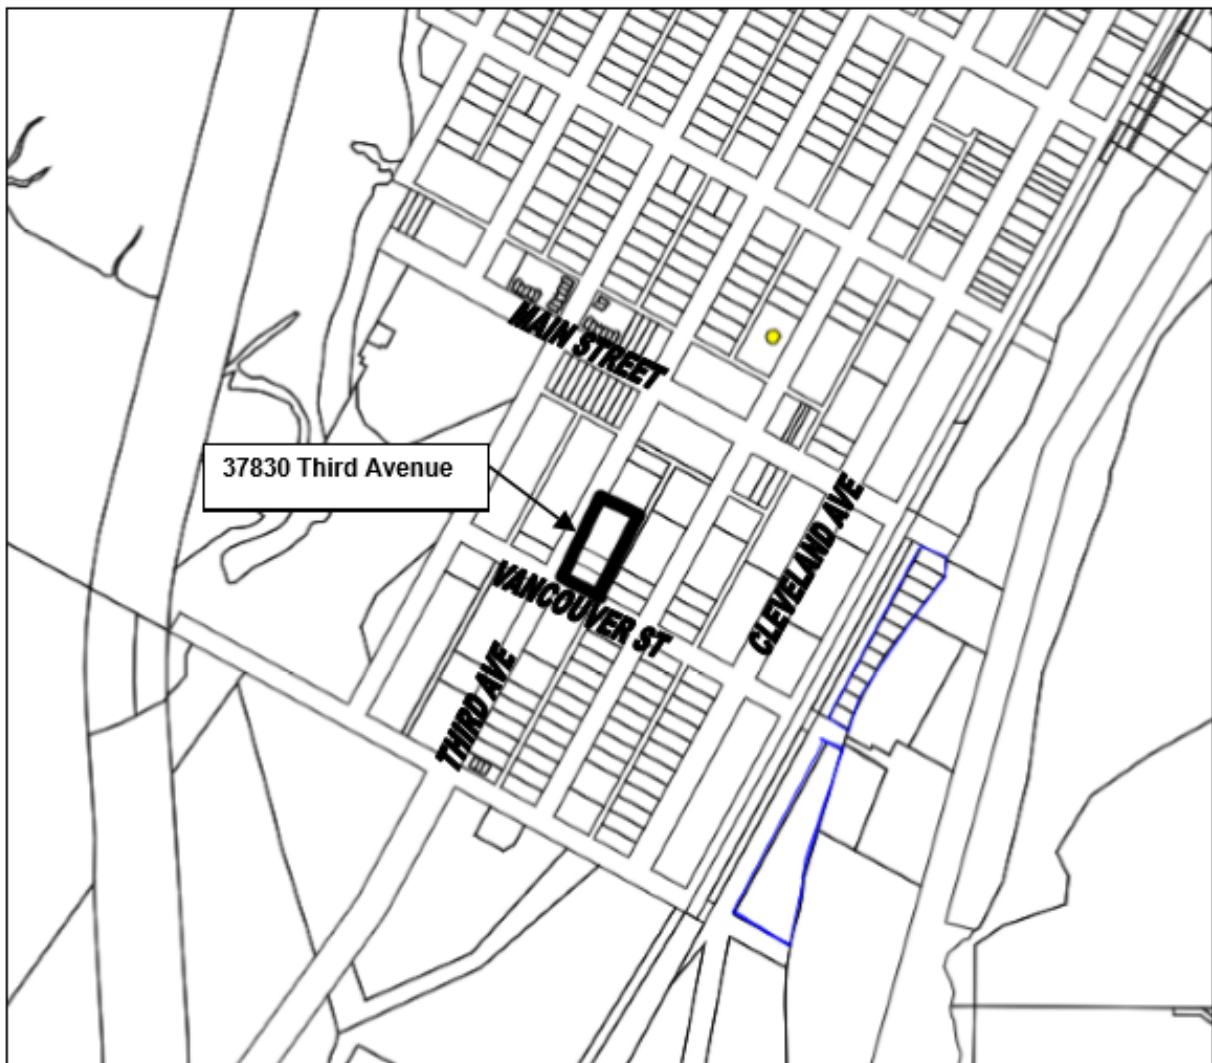 MAIN STREET
37830 Third Avenue
CLEVELAND AVE
VANCOUVER ST
THIRD AVE